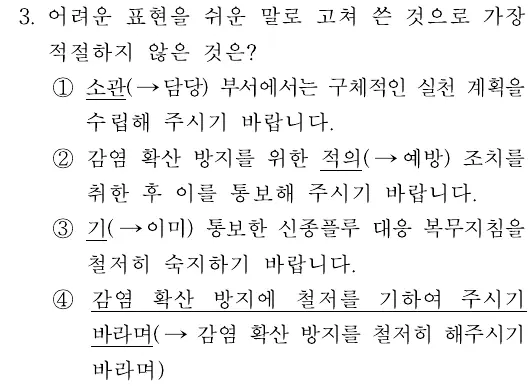 3. 어려운 표현을 쉬운 말로 고쳐 쓴 것으로 가장
적절하지 않은 것은?
① 소관(→담당) 부서에서는 구체적인 실천 계획을
수립해 주시기 바랍니다.
② 감염 확산 방지를 위한 적의(→예방) 조치를
취한 후 이를 통보해 주시기 바랍니다.
③ 기(→이미) 통보한 신종플루 대응 복무지침을
철저히 숙지하기 바랍니다.
④ 감염 확산 방지에 철저를 기하여 주시기
바라며(→ 감염 확산 방지를 철저히 해주시기
바라며)